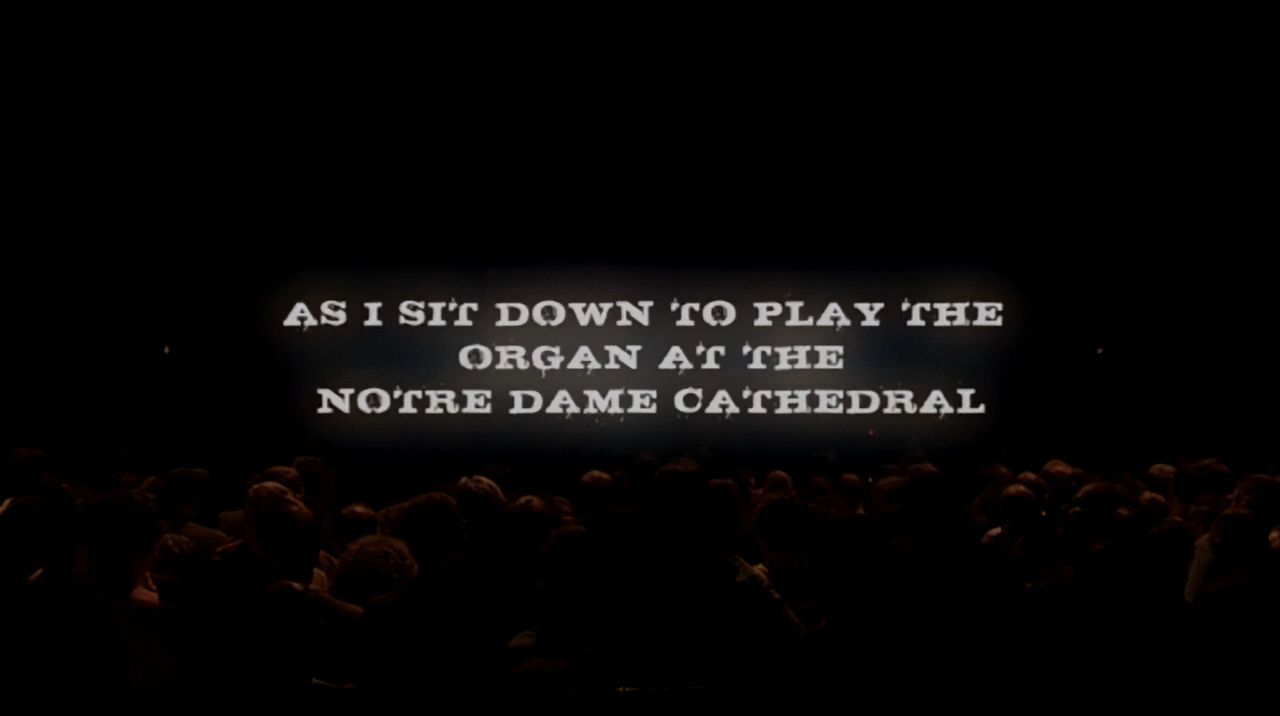 AS I SIT DOWN TO PLAY THE
ORGAN AT THE
NOTRE DAME CATHEDRAL